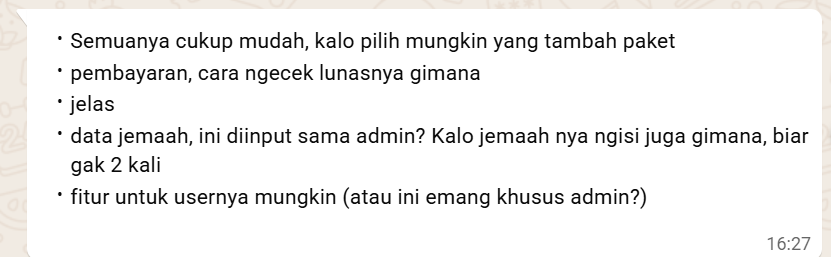 • Semuanya cukup mudah, kalo pilih mungkin yang tambah paket
• pembayaran, cara ngecek lunasnya gimana
• jelas
• data jemaah, ini diinput sama admin? Kalo jemaah nya ngisi juga gimana, biar
gak 2 kali
• fitur untuk usernya mungkin (atau ini emang khusus admin?)
16:27